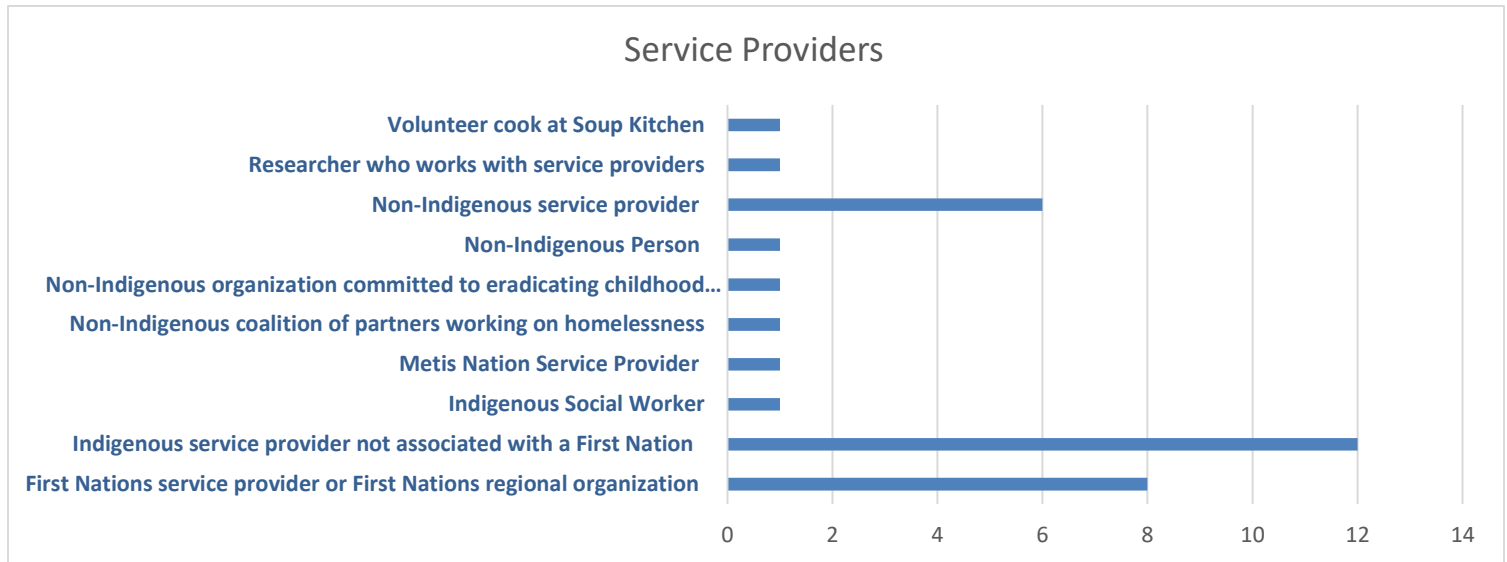 Service Providers
Volunteer cook at Soup Kitchen
Researcher who works with service providers
Non-Indigenous service provider
Non-Indigenous Person
Non-Indigenous organization committed to eradicating childhood...
Non-Indigenous coalition of partners working on homelessness
Metis Nation Service Provider
Indigenous Social Worker
Indigenous service provider not associated with a First Nation
First Nations service provider or First Nations regional organization
0 2 4 6 8 10 12 14